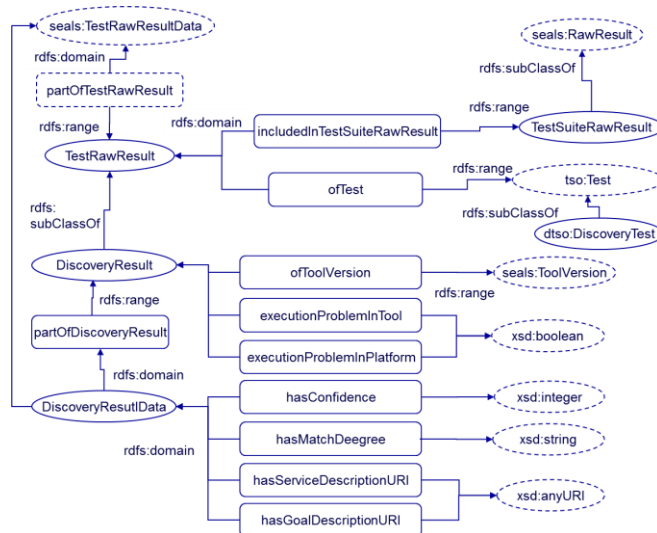 seals:TestRawResultData
rdfs:domain
partOfTestRawResult
rdfs:range
TestRawResult
rdfs:domain
includedInTestSuiteRawResult
ofTest
seals:RawResult
rdfs:subClassOf
rdfs:range
TestSuiteRawResult
rdfs:range
tso:Test
rdfs:subClassOf
dtso:DiscoveryTest
rdfs:
subClassOf
DiscoveryResult
ofToolVersion
seals:ToolVersion
rdfs:range
rdfs:range
executionProblemInTool
partOfDiscoveryResult
xsd:boolean
executionProblemInPlatform
rdfs:domain
DiscoveryResutlData
hasConfidence
xsd:integer
hasMatchDeegree
xsd:string
rdfs:domain
hasServiceDescriptionURI
xsd:anyURI
hasGoalDescriptionURI